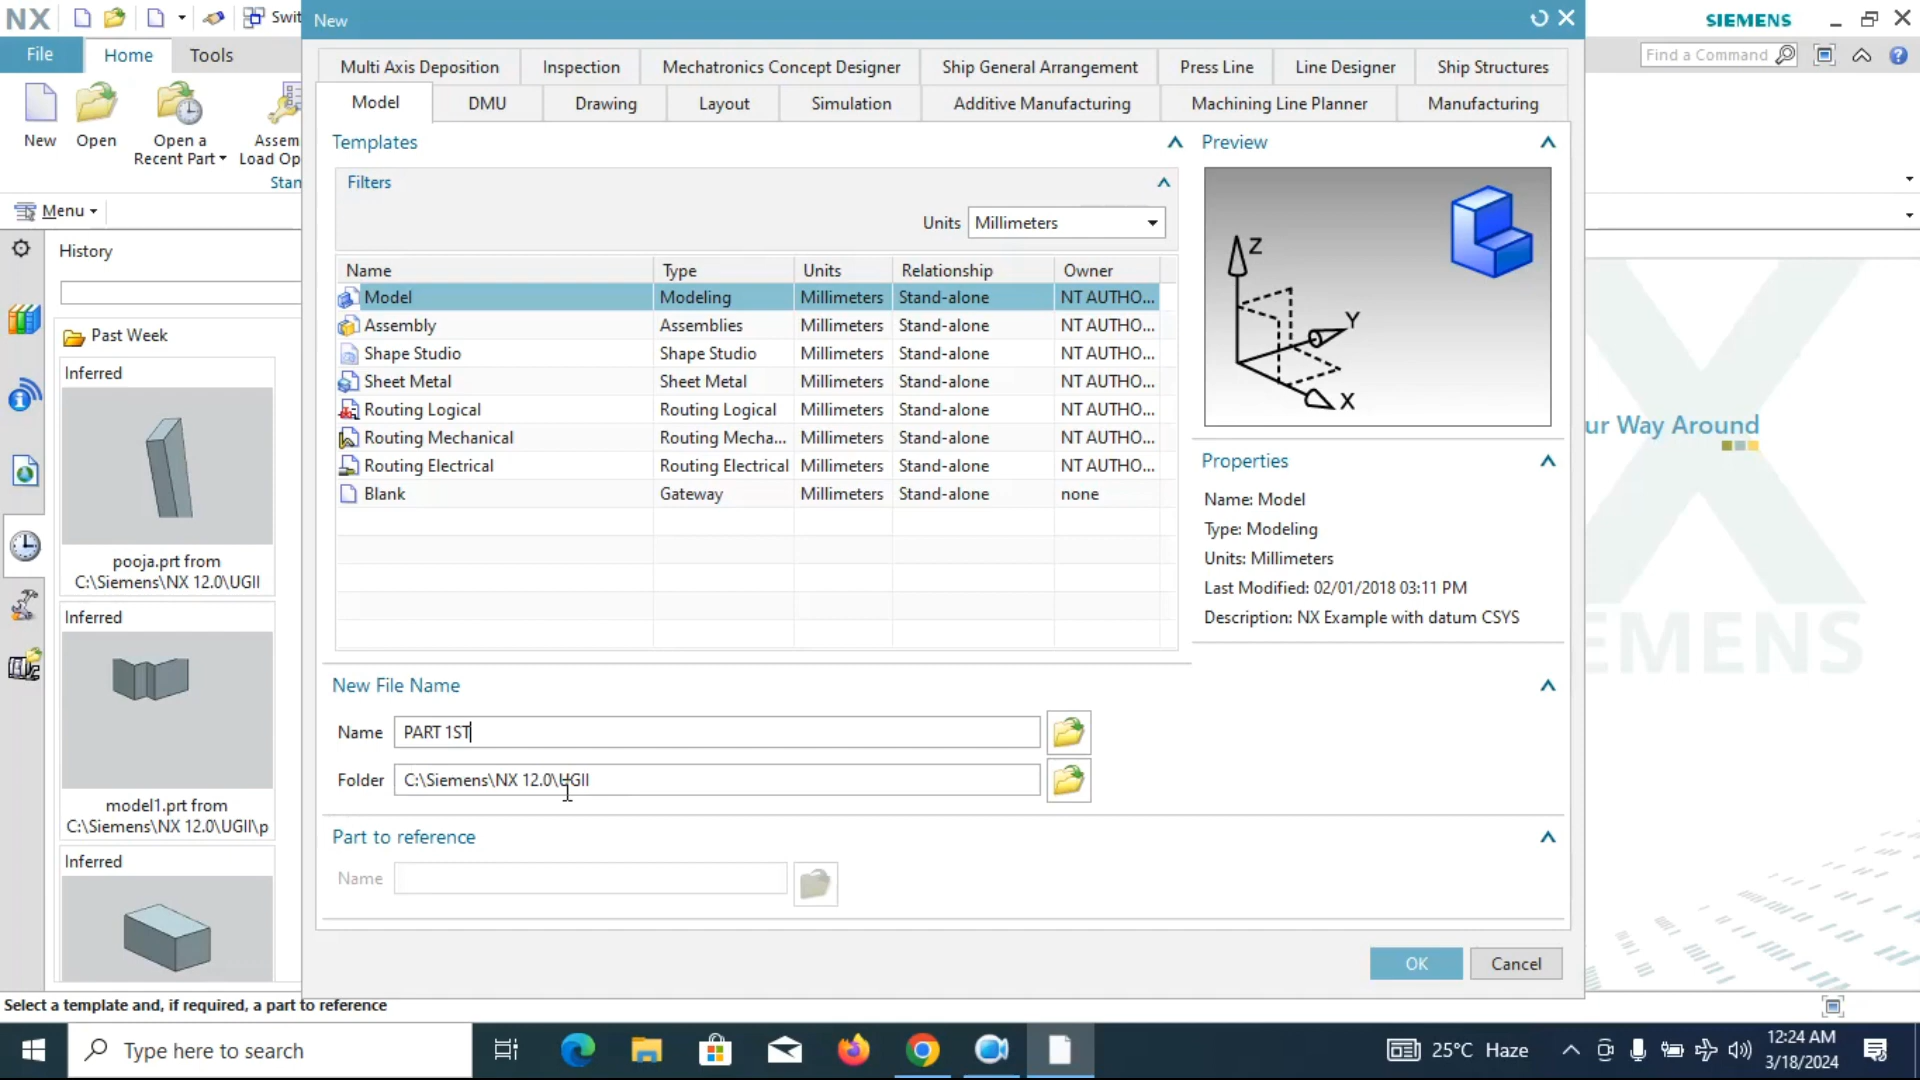 NX
Swit
New
SIEMENS
File
Home
Tools
Find a Command
Multi Axis Deposition
Inspection
Mechatronics Concept Designer
Ship General Arrangement
Press Line
Line Designer
Ship Structures
Model
DMU
Drawing
Layout
Simulation
Additive Manufacturing
Machining Line Planner
Manufacturing
New
Open
Open a
Recent Part
Assem
Load Op
Stan
Menu
History
Past Week
Inferred
pooja.prt from
C:\Siemens\NX 12.0\UGII
Inferred
model1.prt from
C:\Siemens\NX 12.0\UGII\p
Inferred
Templates
Filters
Units Millimeters
Name Type Units Relationship Owner
Model Modeling Millimeters Stand-alone NT AUTHO...
Assembly Assemblies Millimeters Stand-alone NT AUTHO...
Shape Studio Shape Studio Millimeters Stand-alone NT AUTHO...
Sheet Metal Sheet Metal Millimeters Stand-alone NT AUTHO...
Routing Logical Routing Logical Millimeters Stand-alone NT AUTHO...
Routing Mechanical Routing Mecha... Millimeters Stand-alone NT AUTHO...
Routing Electrical Routing Electrical Millimeters Stand-alone NT AUTHO...
Blank Gateway Millimeters Stand-alone none
Preview
Z
Y
X
Properties
Name: Model
Type: Modeling
Units: Millimeters
Last Modified: 02/01/2018 03:11 PM
Description: NX Example with datum CSYS
New File Name
Name PART 1ST
Folder C:\Siemens\NX 12.0\UGII
Part to reference
Name
OK
Cancel
ur Way Around
EMENS
Select a template and, if required, a part to reference
Type here to search
25°C Haze
12:24 AM
3/18/2024